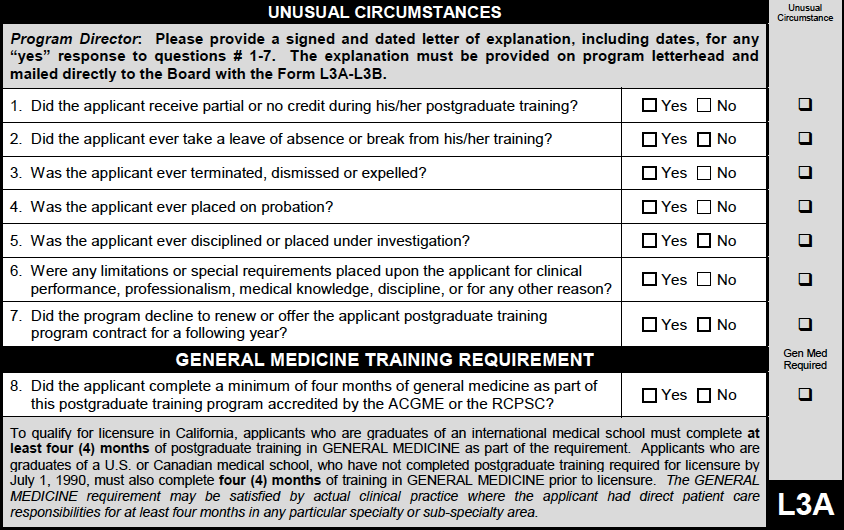 UNUSUAL CIRCUMSTANCES
Unusual
Circumstance
Program Director: Please provide a signed and dated letter of explanation, including dates, for any
“yes” response to questions # 1-7. The explanation must be provided on program letterhead and
mailed directly to the Board with the Form L3A-L3B.
1. Did the applicant receive partial or no credit during his/her postgraduate training? Yes No
2. Did the applicant ever take a leave of absence or break from his/her training? Yes No
3. Was the applicant ever terminated, dismissed or expelled? Yes No
4. Was the applicant ever placed on probation? Yes No
5. Was the applicant ever disciplined or placed under investigation? Yes No
6. Were any limitations or special requirements placed upon the applicant for clinical
performance, professionalism, medical knowledge, discipline, or for any other reason? Yes No
7. Did the program decline to renew or offer the applicant postgraduate training
program contract for a following year? Yes No
GENERAL MEDICINE TRAINING REQUIREMENT
Gen Med
Required
8. Did the applicant complete a minimum of four months of general medicine as part of
this postgraduate training program accredited by the ACGME or the RCPSC? Yes No
To qualify for licensure in California, applicants who are graduates of an international medical school must complete at
least four (4) months of postgraduate training in GENERAL MEDICINE as part of the requirement. Applicants who are
graduates of a U.S. or Canadian medical school, who have not completed postgraduate training required for licensure by
July 1, 1990, must also complete four (4) months of training in GENERAL MEDICINE prior to licensure. The GENERAL
MEDICINE requirement may be satisfied by actual clinical practice where the applicant had direct patient care
responsibilities for at least four months in any particular specialty or sub-specialty area.
L3A